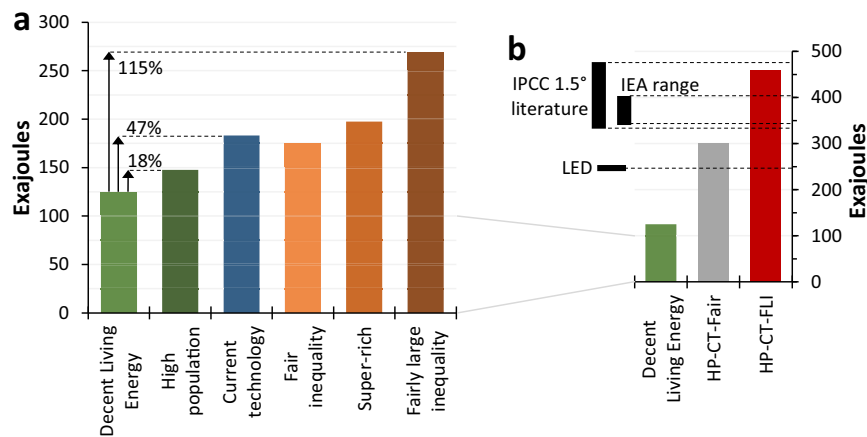 a
300
250
200
150
100
50
0
Exajoules
115%
47%
18%
Decent Living
Energy
High
population
Current
technology
Fair
inequality
Super-rich
Fairly large
inequality
b
IPCC 1.5°
literature
IEA range
LED
500
400
300
200
100
0
Exajoules
Decent
Living Energy
HP-CT-Fair
HP-CT-FLI